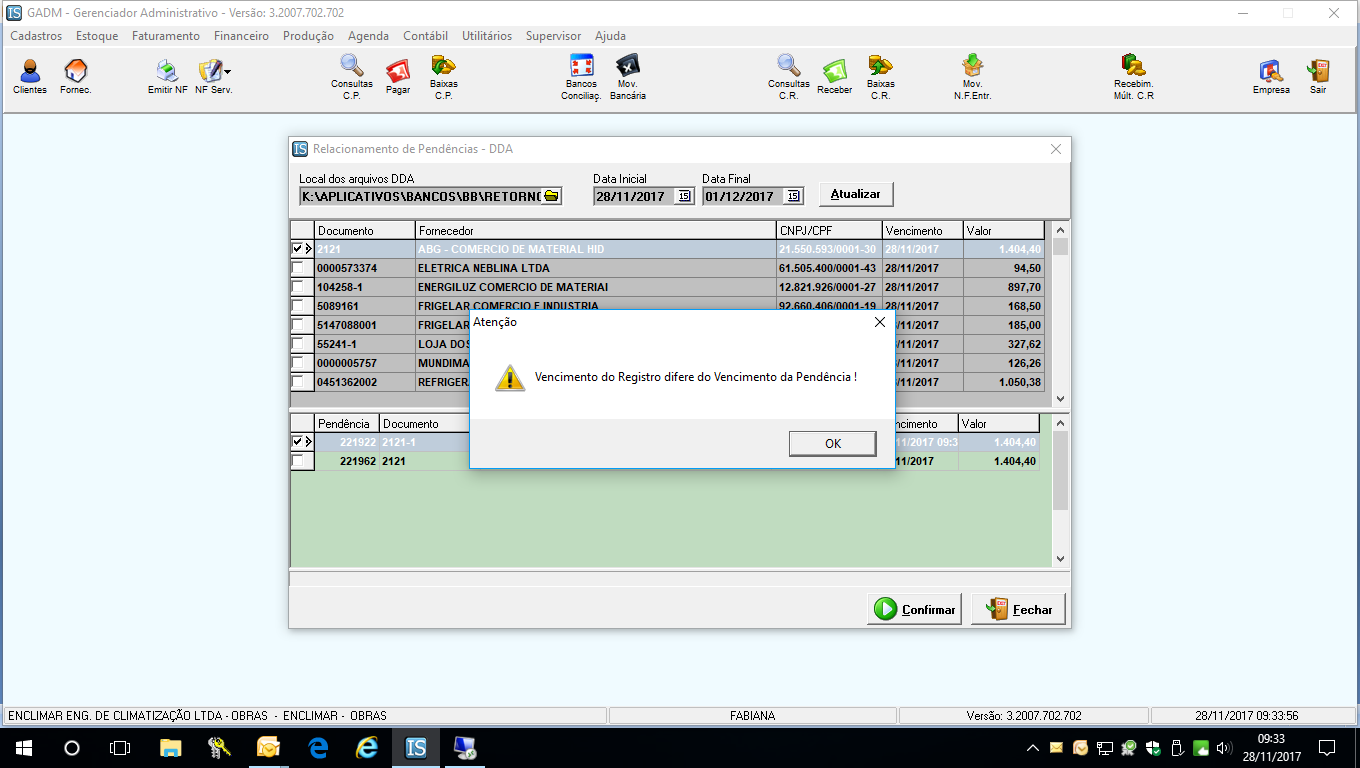 IS GADM - Gerenciador Administrativo - Versão: 3.2007.702.702
Cadastros Estoque Faturamento Financeiro Produção Agenda Contábil Utilitários Supervisor Ajuda
Clientes
Fornec.
Emitir NF
NF Serv.
Consultas
C.P.
Pagar
Baixas
C.P.
Bancos
Conciliaç.
Mov.
Bancária
Consultas
C.R.
Receber
Baixas
C.R.
Mov.
N.F.Entr.
Recebim.
Múlt. C.R
Empresa
Sair
IS Relacionamento de Pendências - DDA
Local dos arquivos DDA
K:\APLICATIVOS\BANCOS\BB\RETORNO
Data Inicial
28/11/2017 15
Data Final
01/12/2017 15
Atualizar
Documento Fornecedor CNPJ/CPF Vencimento Valor
2121 ABG - COMERCIO DE MATERIAL HID 21.550.593/0001-30 28/11/2017 1.404,40
0000573374 ELETRICA NEBLINA LTDA 61.505.400/0001-43 28/11/2017 94,50
104258-1 ENERGILUZ COMERCIO DE MATERIAI 12.821.926/0001-27 28/11/2017 897,70
5089161 FRIGELAR COMERCIO E INDUSTRIA 92.660.406/0001-19 28/11/2017 168,50
5147088001 FRIGELAR /11/2017 185,00
55241-1 LOJA DOS /11/2017 327,62
0000005757 MUNDIMA /11/2017 126,26
0451362002 REFRIGER /11/2017 1.050,38
Atenção
Vencimento do Registro difere do Vencimento da Pendência !
OK
Pendência Documento ncimento Valor
221922 2121-1 11/2017 09:3 1.404,40
221962 2121 /11/2017 1.404,40
Confirmar
Fechar
ENCLIMAR ENG. DE CLIMATIZAÇÃO LTDA - OBRAS - ENCLIMAR - OBRAS FABIANA Versão: 3.2007.702.702 28/11/2017 09:33:56
IS
09:33
28/11/2017